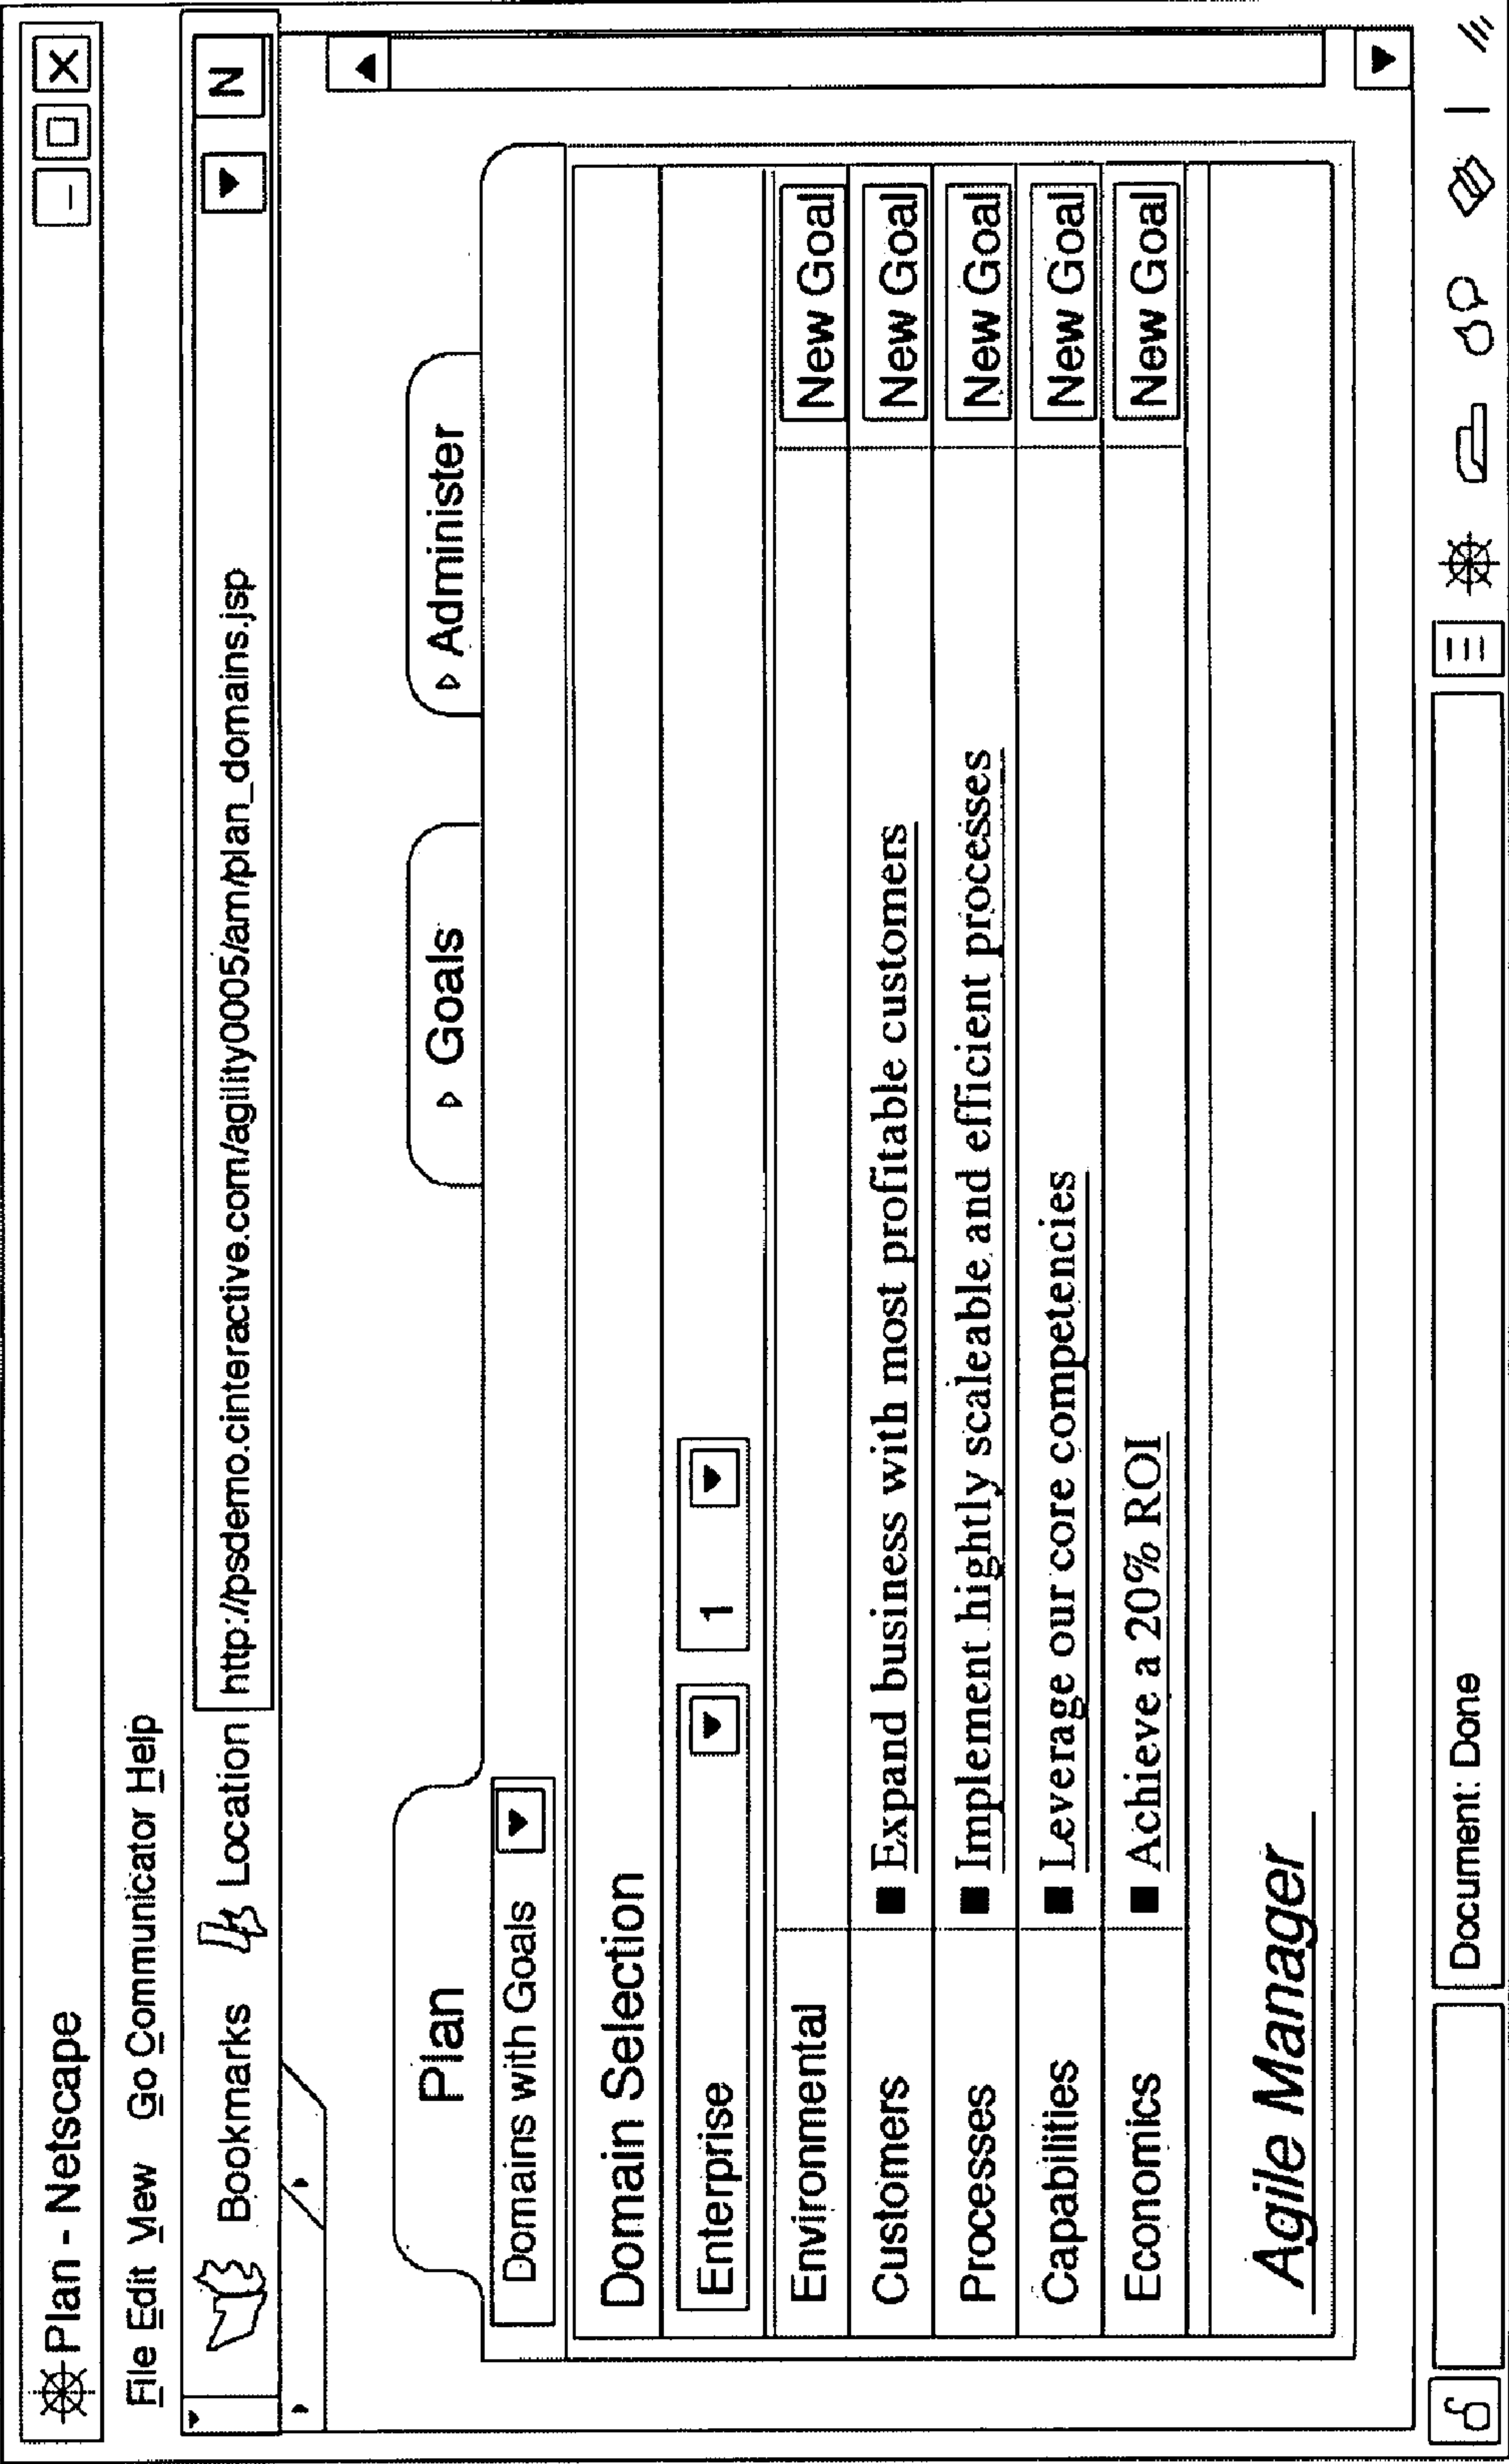 Plan - Netscape
File Edit View Go Communicator Help
Bookmarks Location http://psdemo.cinteractive.com/agility0005/am/plan_domains.jsp N
Plan Goals Administer
Domains with Goals
Domain Selection
Enterprise 1
Environmental New Goal
Customers ■ Expand business with most profitable customers New Goal
Processes ■ Implement hightly scaleable and efficient processes New Goal
Capabilities ■ Leverage our core competencies New Goal
Economics ■ Achieve a 20% ROI New Goal
Agile Manager
Document: Done